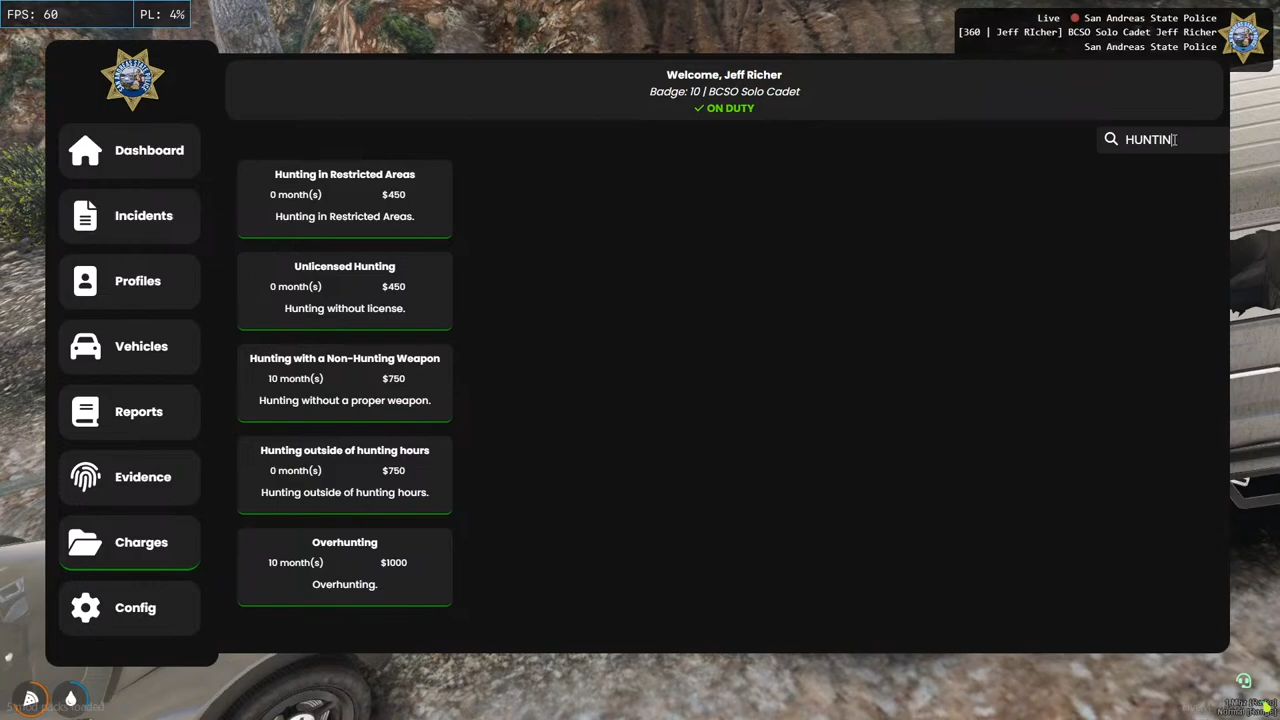 FPS: 60
PL: 4%
Live San Andreas State Police
[360 | Jeff RIcher] BCSO Solo Cadet Jeff Richer
San Andreas State Police
Welcome, Jeff Richer
Badge: 10 | BCSO Solo Cadet
ON DUTY
HUNTIN
Dashboard
Incidents
Profiles
Vehicles
Reports
Evidence
Charges
Config
Hunting in Restricted Areas
0 month(s) $450
Hunting in Restricted Areas.
Unlicensed Hunting
0 month(s) $450
Hunting without license.
Hunting with a Non-Hunting Weapon
10 month(s) $750
Hunting without a proper weapon.
Hunting outside of hunting hours
0 month(s) $750
Hunting outside of hunting hours.
Overhunting
10 month(s) $1000
Overhunting.
5 mod packs loaded